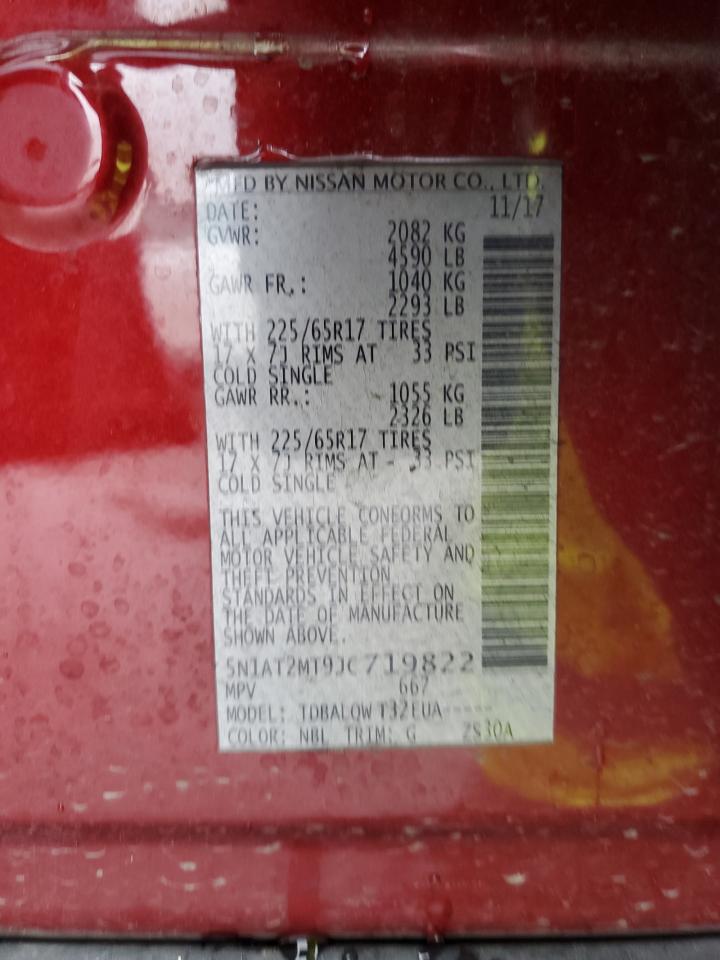 MFD BY NISSAN MOTOR CO., LTD.
DATE: 11/17
GVWR: 2082 KG
4590 LB
GAWR FR.: 1040 KG
2293 LB
WITH 225/65R17 TIRES
17 X 7J RIMS AT 33 PSI
COLD SINGLE
GAWR RR.: 1055 KG
2326 LB
WITH 225/65R17 TIRES
17 X 7J RIMS AT 33 PSI
COLD SINGLE
THIS VEHICLE CONFORMS TO
ALL APPLICABLE FEDERAL
MOTOR VEHICLE SAFETY AND
THEFT PREVENTION
STANDARDS IN EFFECT ON
THE DATE OF MANUFACTURE
SHOWN ABOVE.
5N1AT2MT9JC719822
MPV 667
MODEL: TDBALQW T32EUA-----
COLOR: NBL TRIM: G ZS30A